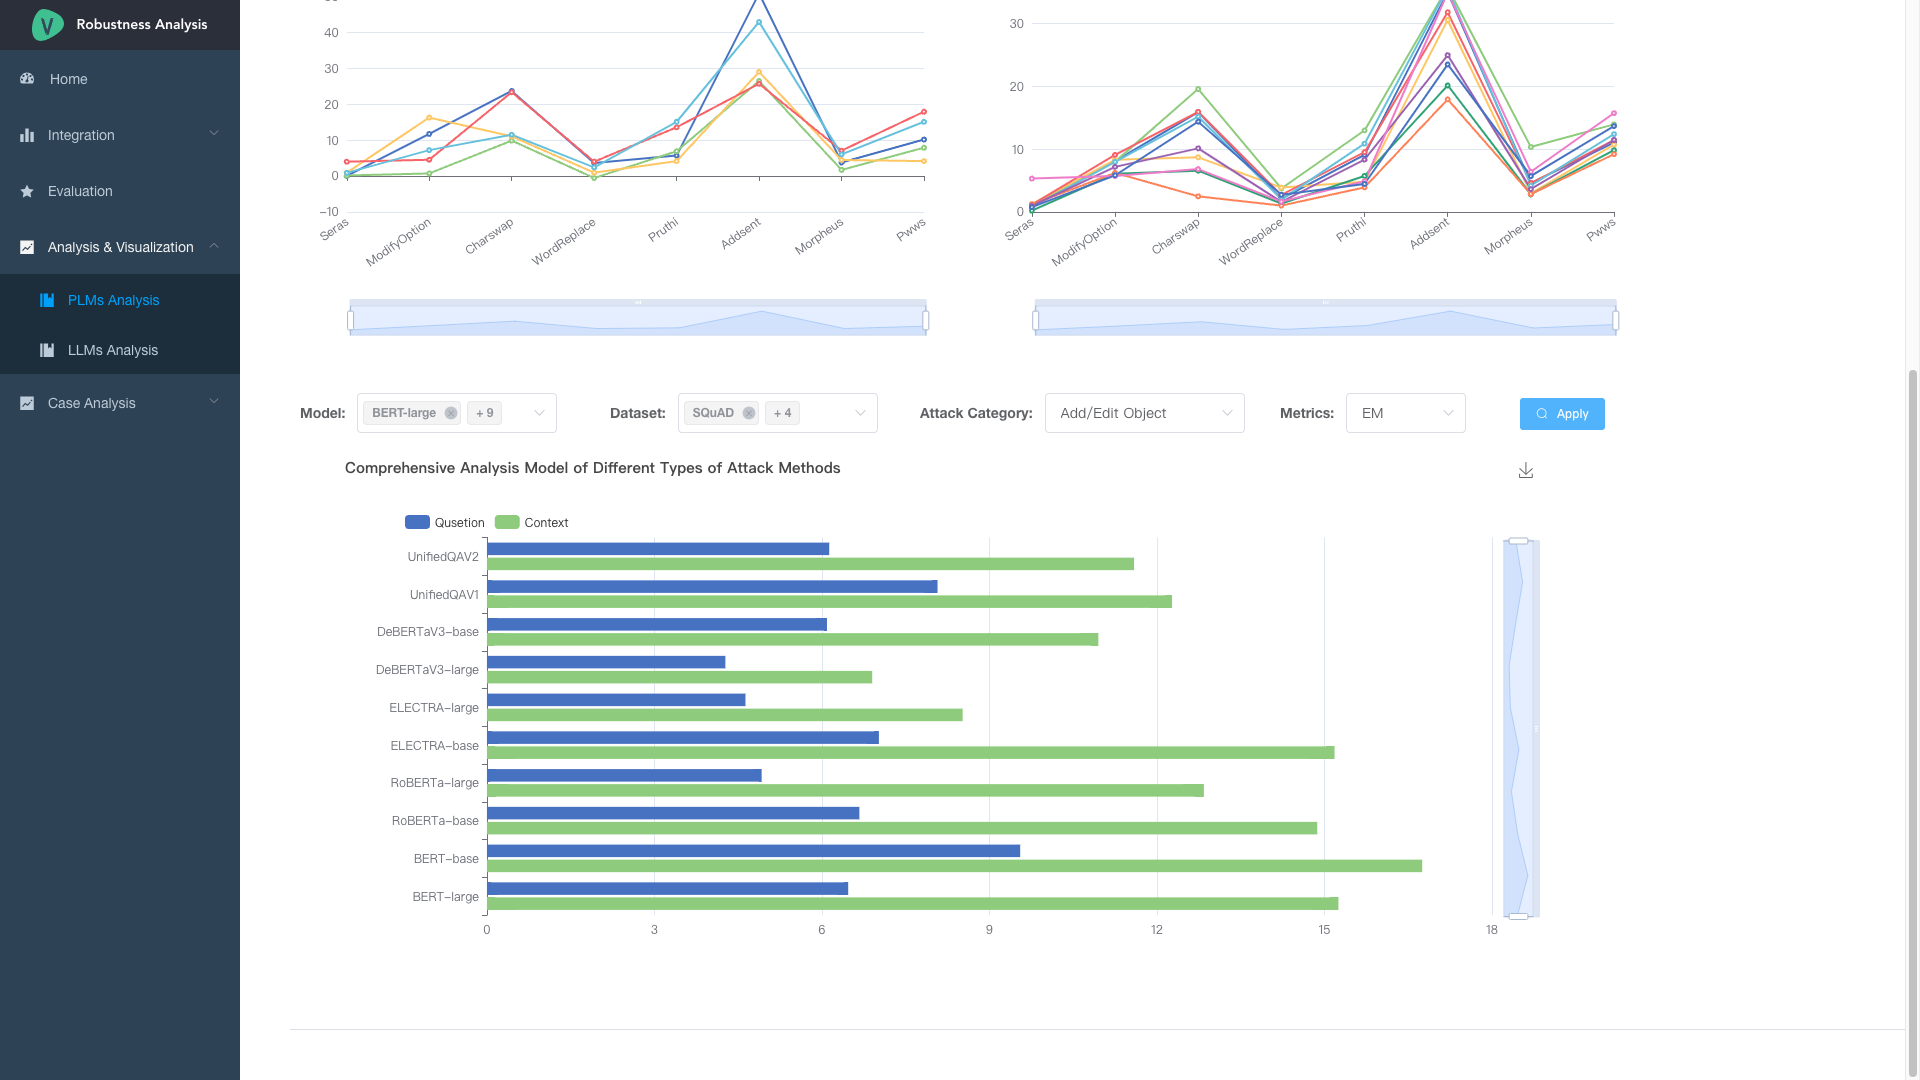 Robustness Analysis
Home
Integration
Evaluation
Analysis & Visualization
PLMs Analysis
LLMs Analysis
Case Analysis
40
30
20
10
0
−10
Seras
ModifyOption
Charswap
WordReplace
Pruthi
Addsent
Morpheus
Pwws
30
20
10
0
Seras
ModifyOption
Charswap
WordReplace
Pruthi
Addsent
Morpheus
Pwws
Model: BERT-large + 9 Dataset: SQuAD + 4 Attack Category: Add/Edit Object Metrics: EM Apply
Comprehensive Analysis Model of Different Types of Attack Methods
Qusetion Context
UnifiedQAV2
UnifiedQAV1
DeBERTaV3-base
DeBERTaV3-large
ELECTRA-large
ELECTRA-base
RoBERTa-large
RoBERTa-base
BERT-base
BERT-large
0 3 6 9 12 15 18